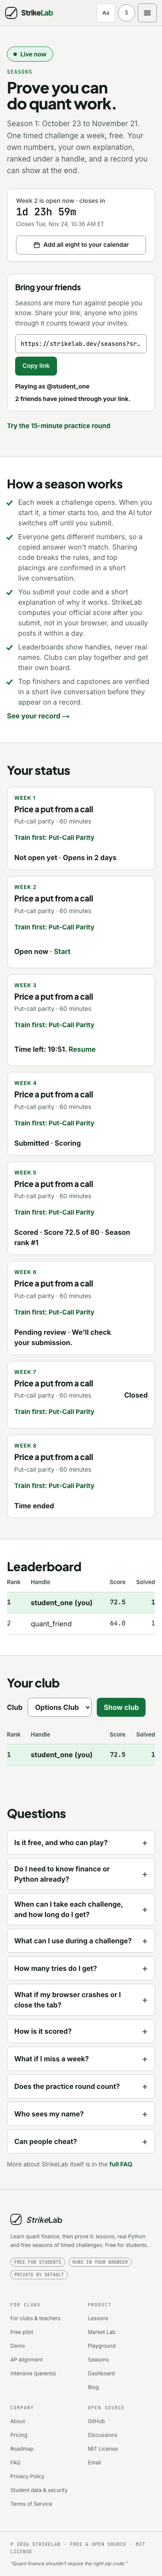 StrikeLab
Aa
S
Live now
SEASONS
Prove you can
do quant work.
Season 1: October 23 to November 21.
One timed challenge a week, free. Your
own numbers, your own explanation,
ranked under a handle, and a record you
can show at the end.
Week 2 is open now · closes in
1d 23h 59m
Closes Tue, Nov 24, 10:36 AM ET
Add all eight to your calendar
Bring your friends
Seasons are more fun against people you
know. Share your link; anyone who joins
through it counts toward your invites.
https://strikelab.dev/seasons?sr…
Copy link
Playing as @student_one
2 friends have joined through your link.
Try the 15-minute practice round
How a season works
Each week a challenge opens. When you
start it, a timer starts too, and the AI tutor
switches off until you submit.
Everyone gets different numbers, so a
copied answer won't match. Sharing
code breaks the rules, and top
placings are confirmed in a short
live conversation.
You submit your code and a short
explanation of why it works. StrikeLab
computes your official score after you
submit, not in your browser, and usually
posts it within a day.
Leaderboards show handles, never real
names. Clubs can play together and get
their own board.
Top finishers and capstones are verified
in a short live conversation before they
appear on a record.
See your record →
Your status
WEEK 1
Price a put from a call
Put-call parity · 60 minutes
Train first: Put-Call Parity
Not open yet · Opens in 2 days
WEEK 2
Price a put from a call
Put-call parity · 60 minutes
Train first: Put-Call Parity
Open now · Start
WEEK 3
Price a put from a call
Put-call parity · 60 minutes
Train first: Put-Call Parity
Time left: 19:51. Resume
WEEK 4
Price a put from a call
Put-call parity · 60 minutes
Train first: Put-Call Parity
Submitted · Scoring
WEEK 5
Price a put from a call
Put-call parity · 60 minutes
Train first: Put-Call Parity
Scored · Score 72.5 of 80 · Season
rank #1
WEEK 6
Price a put from a call
Put-call parity · 60 minutes
Train first: Put-Call Parity
Pending review · We'll check
your submission.
WEEK 7
Price a put from a call
Put-call parity · 60 minutes
Closed
Train first: Put-Call Parity
WEEK 8
Price a put from a call
Put-call parity · 60 minutes
Train first: Put-Call Parity
Time ended
Leaderboard
Rank Handle Score Solved
1 student_one (you) 72.5 1
2 quant_friend 64.0 1
Your club
Club Options Club Show club
Rank Handle Score Solved
1 student_one (you) 72.5 1
Questions
Is it free, and who can play? +
Do I need to know finance or
Python already? +
When can I take each challenge,
and how long do I get? +
What can I use during a challenge? +
How many tries do I get? +
What if my browser crashes or I
close the tab? +
How is it scored? +
What if I miss a week? +
Does the practice round count? +
Who sees my name? +
Can people cheat? +
More about StrikeLab itself is in the full FAQ.
StrikeLab
Learn quant finance, then prove it: lessons, real Python
and free seasons of timed challenges. Free for students.
FREE FOR STUDENTS RUNS IN YOUR BROWSER
PRIVATE BY DEFAULT
FOR CLUBS
For clubs & teachers
Free pilot
Demo
AP alignment
Intensive (parents)
PRODUCT
Lessons
Market Lab
Playground
Seasons
Dashboard
Blog
COMPANY
About
Pricing
Roadmap
FAQ
Privacy Policy
Student data & security
Terms of Service
OPEN SOURCE
GitHub
Discussions
MIT License
Email
© 2026 STRIKELAB · FREE & OPEN SOURCE · MIT
LICENSE
"Quant finance shouldn't require the right zip code."